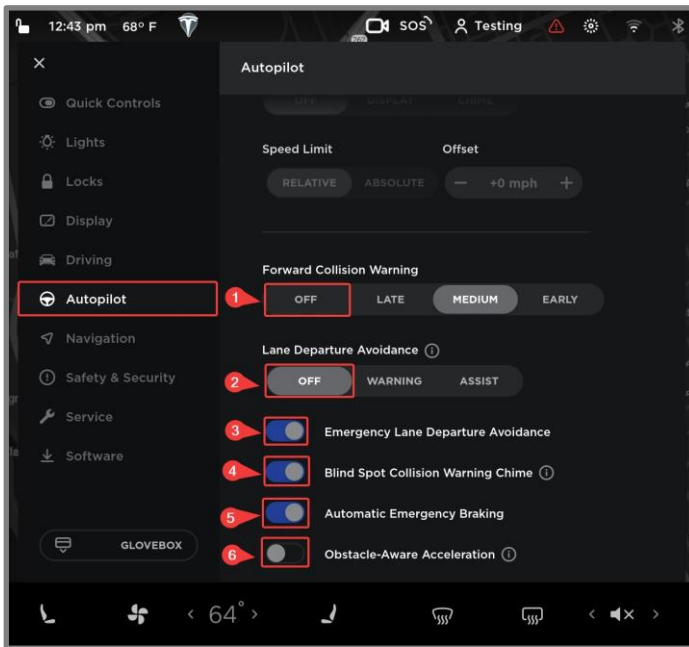 12:43 pm 68° F SOS Testing
Autopilot
Quick Controls
OFF DISPLAY CHIME
Lights
Speed Limit Offset
Locks
RELATIVE ABSOLUTE — +0 mph +
Display
Driving
Forward Collision Warning
1
Autopilot
OFF LATE MEDIUM EARLY
Navigation
Lane Departure Avoidance
2
Safety & Security
OFF WARNING ASSIST
Service
3
Emergency Lane Departure Avoidance
Software
4
Blind Spot Collision Warning Chime
5
Automatic Emergency Braking
GLOVEBOX
6
Obstacle-Aware Acceleration
< 64° > < >